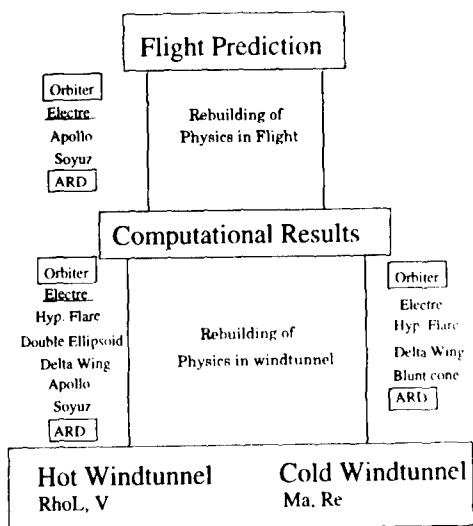 Flight Prediction
Orbiter
Electre
Apollo
Soyuz
ARD
Rebuilding of
Physics in Flight
Computational Results
Orbiter
Electre
Hyp. Flare
Double Ellipsoid
Delta Wing
Apollo
Soyuz
ARD
Rebuilding of
Physics in windtunnel
Orbiter
Electre
Hyp. Flare
Delta Wing
Blunt cone
ARD
Hot Windtunnel
RhoL, V
Cold Windtunnel
Ma, Re